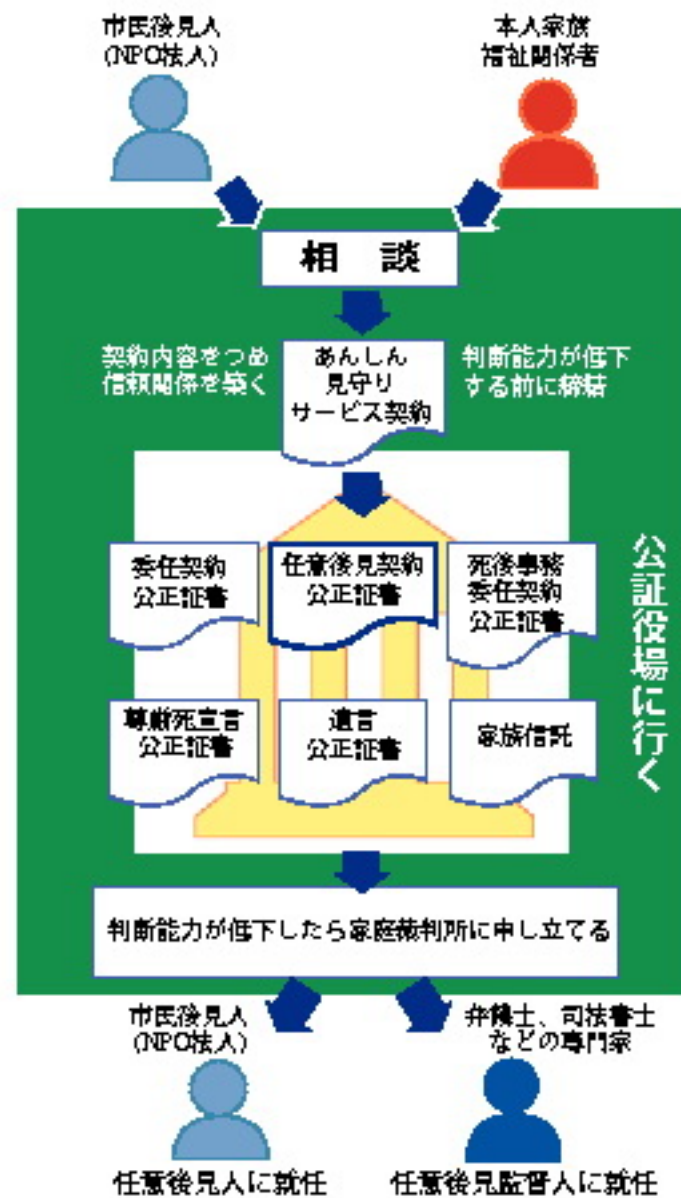 市民後見人
(NPO法人)
本人家族
福祉関係者
相 談
契約内容をつめ
信頼関係を築く
あんしん
見守り
サービス契約
判断能力が低下
する前に締結
委任契約
公正証書
任意後見契約
公正証書
死後事務
委任契約
公正証書
公証役場に行く
尊厳死宣言
公正証書
遺言
公正証書
家族信託
判断能力が低下したら家庭裁判所に申し立てる
市民後見人
(NPO法人)
弁護士、司法書士
などの専門家
任意後見人に就任
任意後見監督人に就任